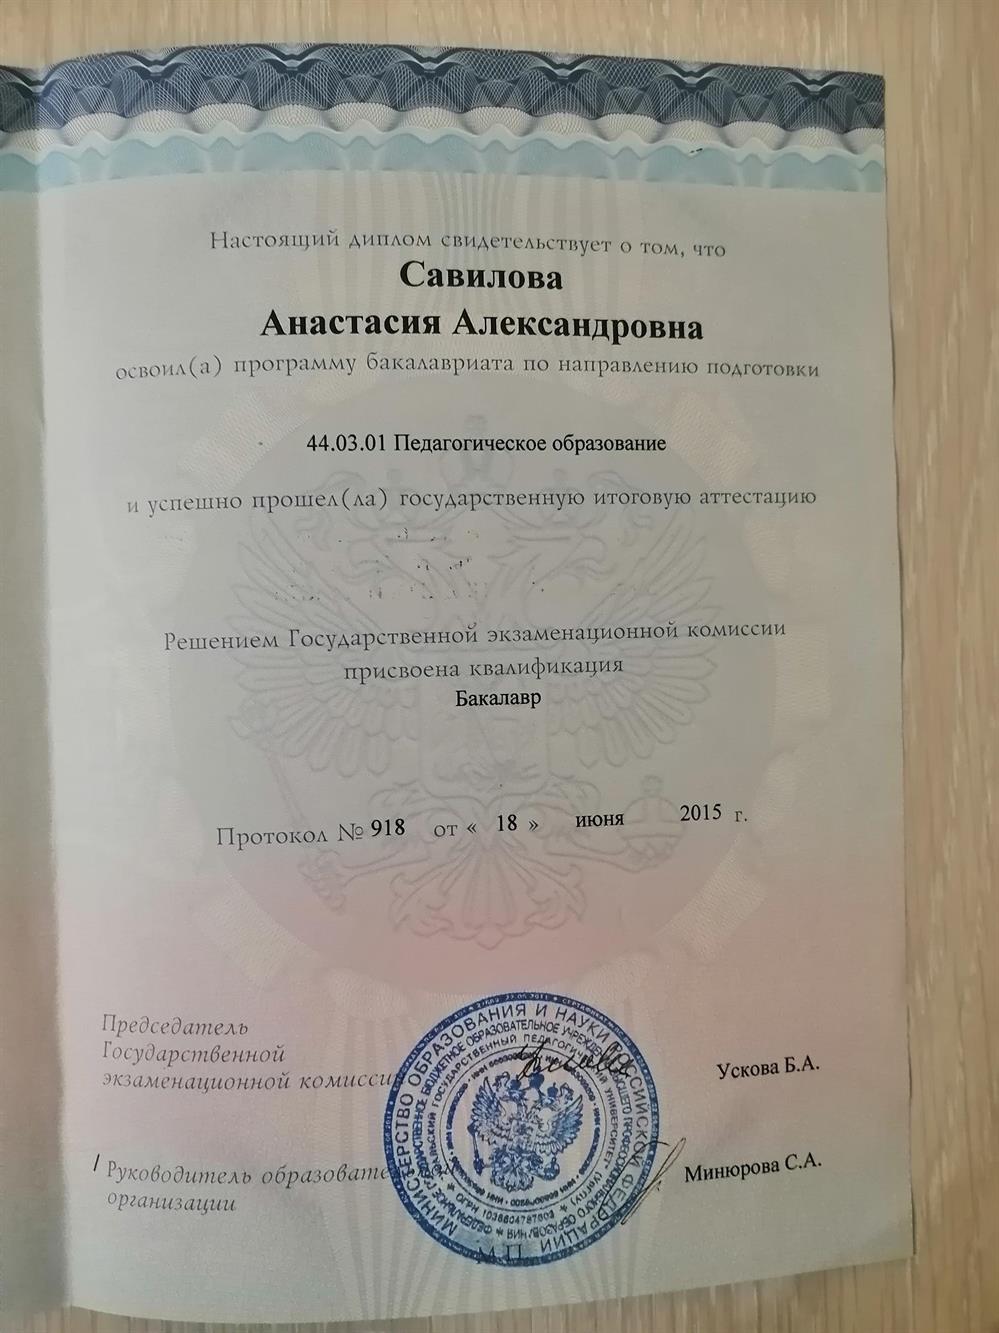 Настоящий диплом свидетельствует о том, что
Савилова
Анастасия Александровна
освоил(а) программу бакалавриата по направлению подготовки
44.03.01 Педагогическое образование
и успешно прошел(ла) государственную итоговую аттестацию
Решением Государственной экзаменационной комиссии
присвоена квалификация
Бакалавр
Протокол № 918 от « 18 » июня 2015 г.
Председатель
Государственной
экзаменационной комиссии
Ускова Б.А.
Руководитель образовате
организации
Минюрова С.А.
МИНИСТЕРСТВО ОБРАЗОВАНИЯ И НАУКИ РОССИЙСКОЙ ФЕДЕРАЦИИ
М.П.